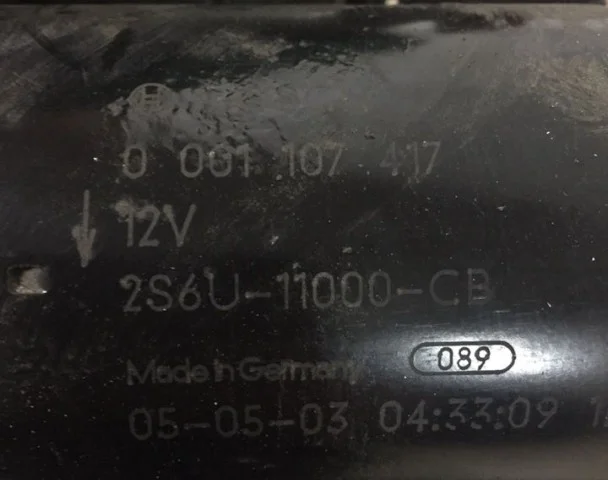 0 001 107 417
12V
2S6U-11000-CB
Made in Germany 089
05-05-03 04:33:09